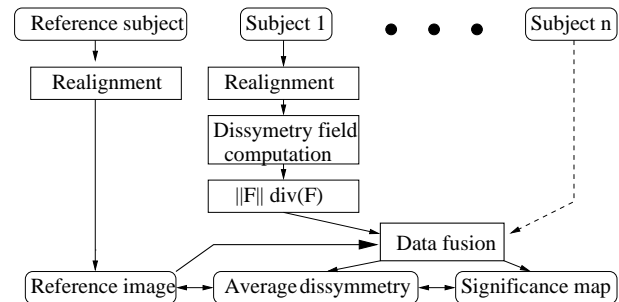 Reference subject
Subject 1
Subject n
Realignment
Realignment
Dissymetry field
computation
||F|| div(F)
Data fusion
Reference image
Average dissymmetry
Significance map